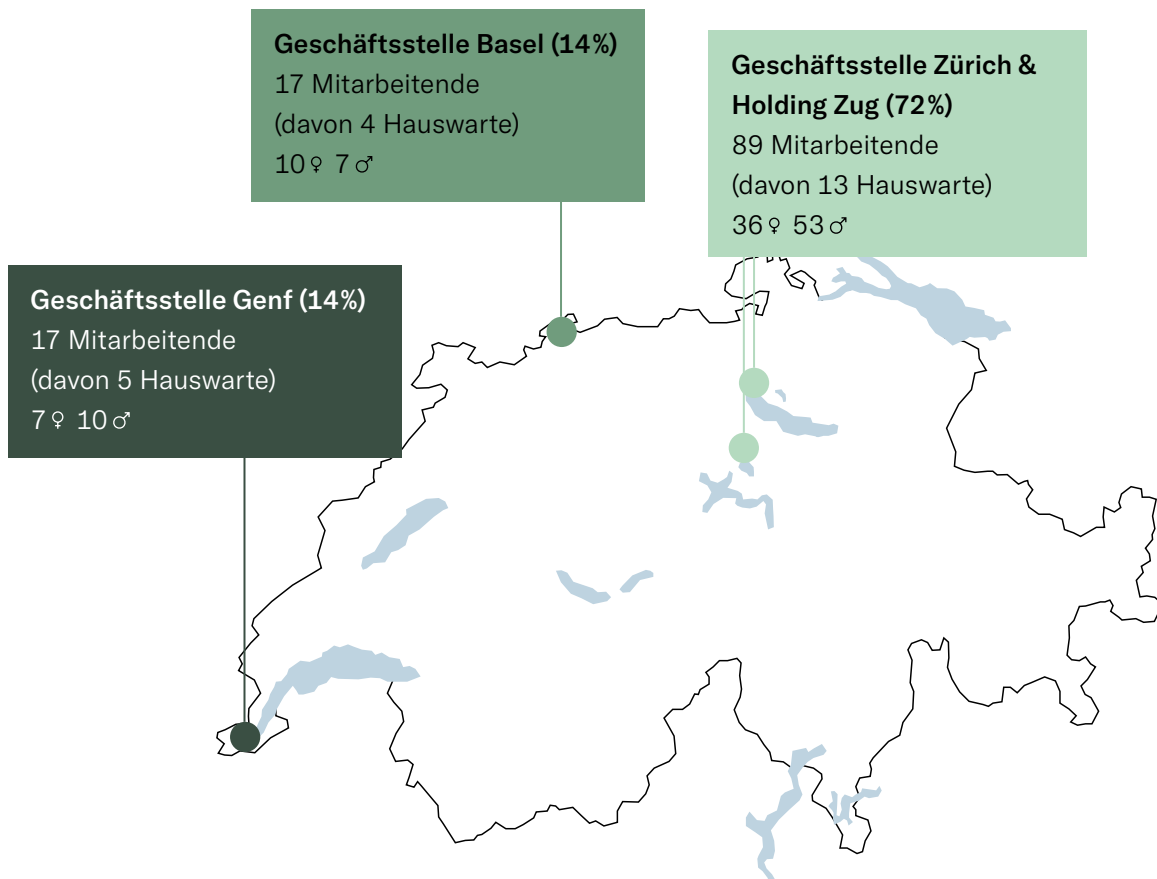 Geschäftsstelle Basel (14%)
17 Mitarbeitende
(davon 4 Hauswarte)
10♀ 7♂
Geschäftsstelle Zürich &
Holding Zug (72%)
89 Mitarbeitende
(davon 13 Hauswarte)
36♀ 53♂
Geschäftsstelle Genf (14%)
17 Mitarbeitende
(davon 5 Hauswarte)
7♀ 10♂